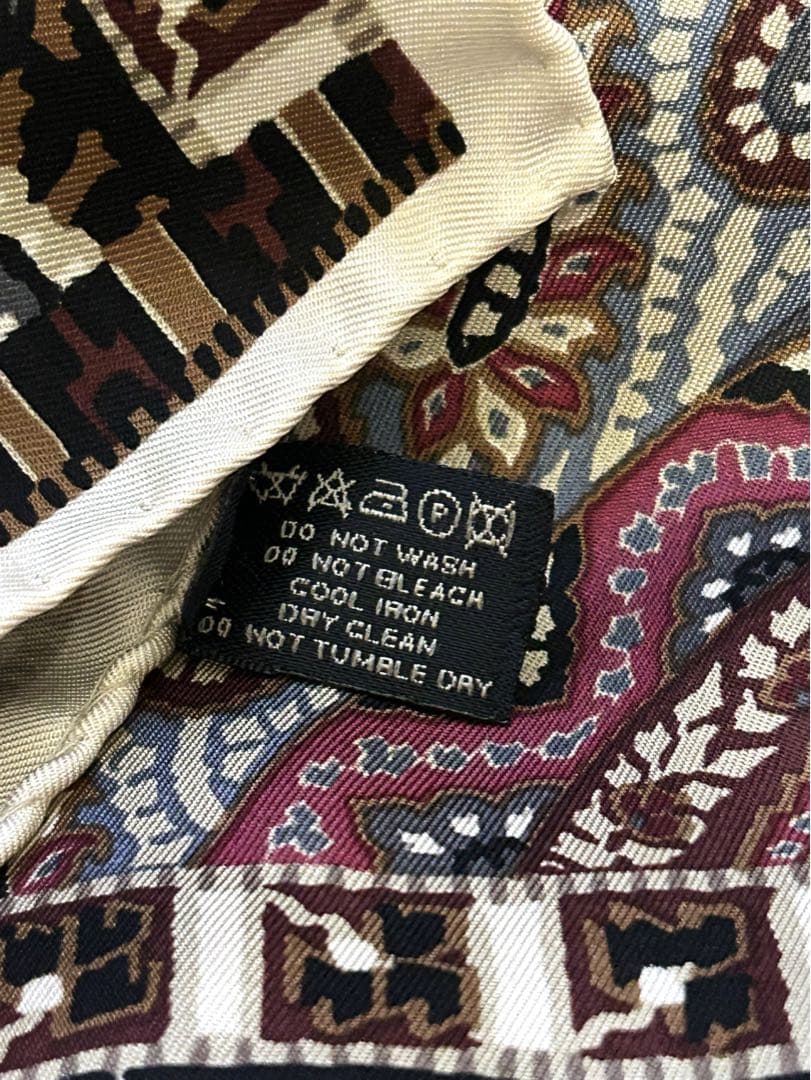 P
DO NOT WASH
DO NOT BLEACH
COOL IRON
DRY CLEAN
DO NOT TUMBLE DRY